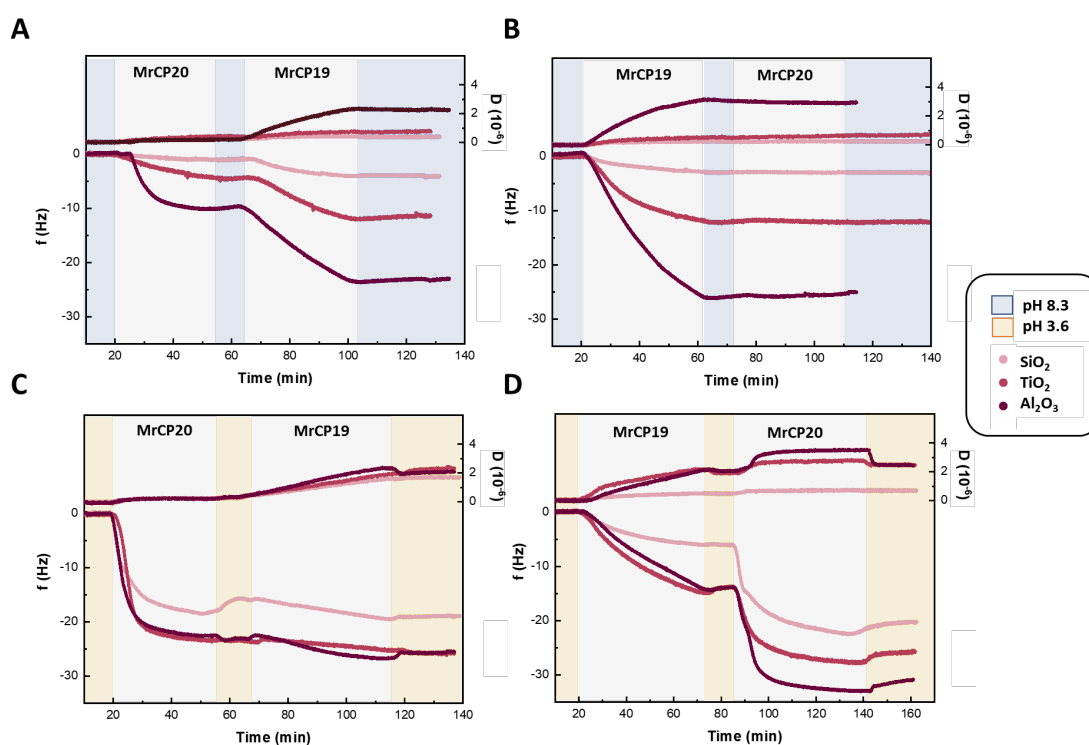 A
MrCP20
MrCP19
4
2
0
D (10-6)
0
-10
-20
-30
f (Hz)
20
40
60
80
100
120
140
Time (min)
B
MrCP19
MrCP20
4
2
0
D (10-6)
0
-10
-20
-30
f (Hz)
20
40
60
80
100
120
140
Time (min)
pH 8.3
pH 3.6
SiO2
TiO2
Al2O3
C
MrCP20
MrCP19
4
2
0
D (10-6)
0
-10
-20
-30
f (Hz)
20
40
60
80
100
120
140
Time (min)
D
MrCP19
MrCP20
4
2
0
D (10-6)
0
-10
-20
-30
f (Hz)
20
40
60
80
100
120
140
160
Time (min)